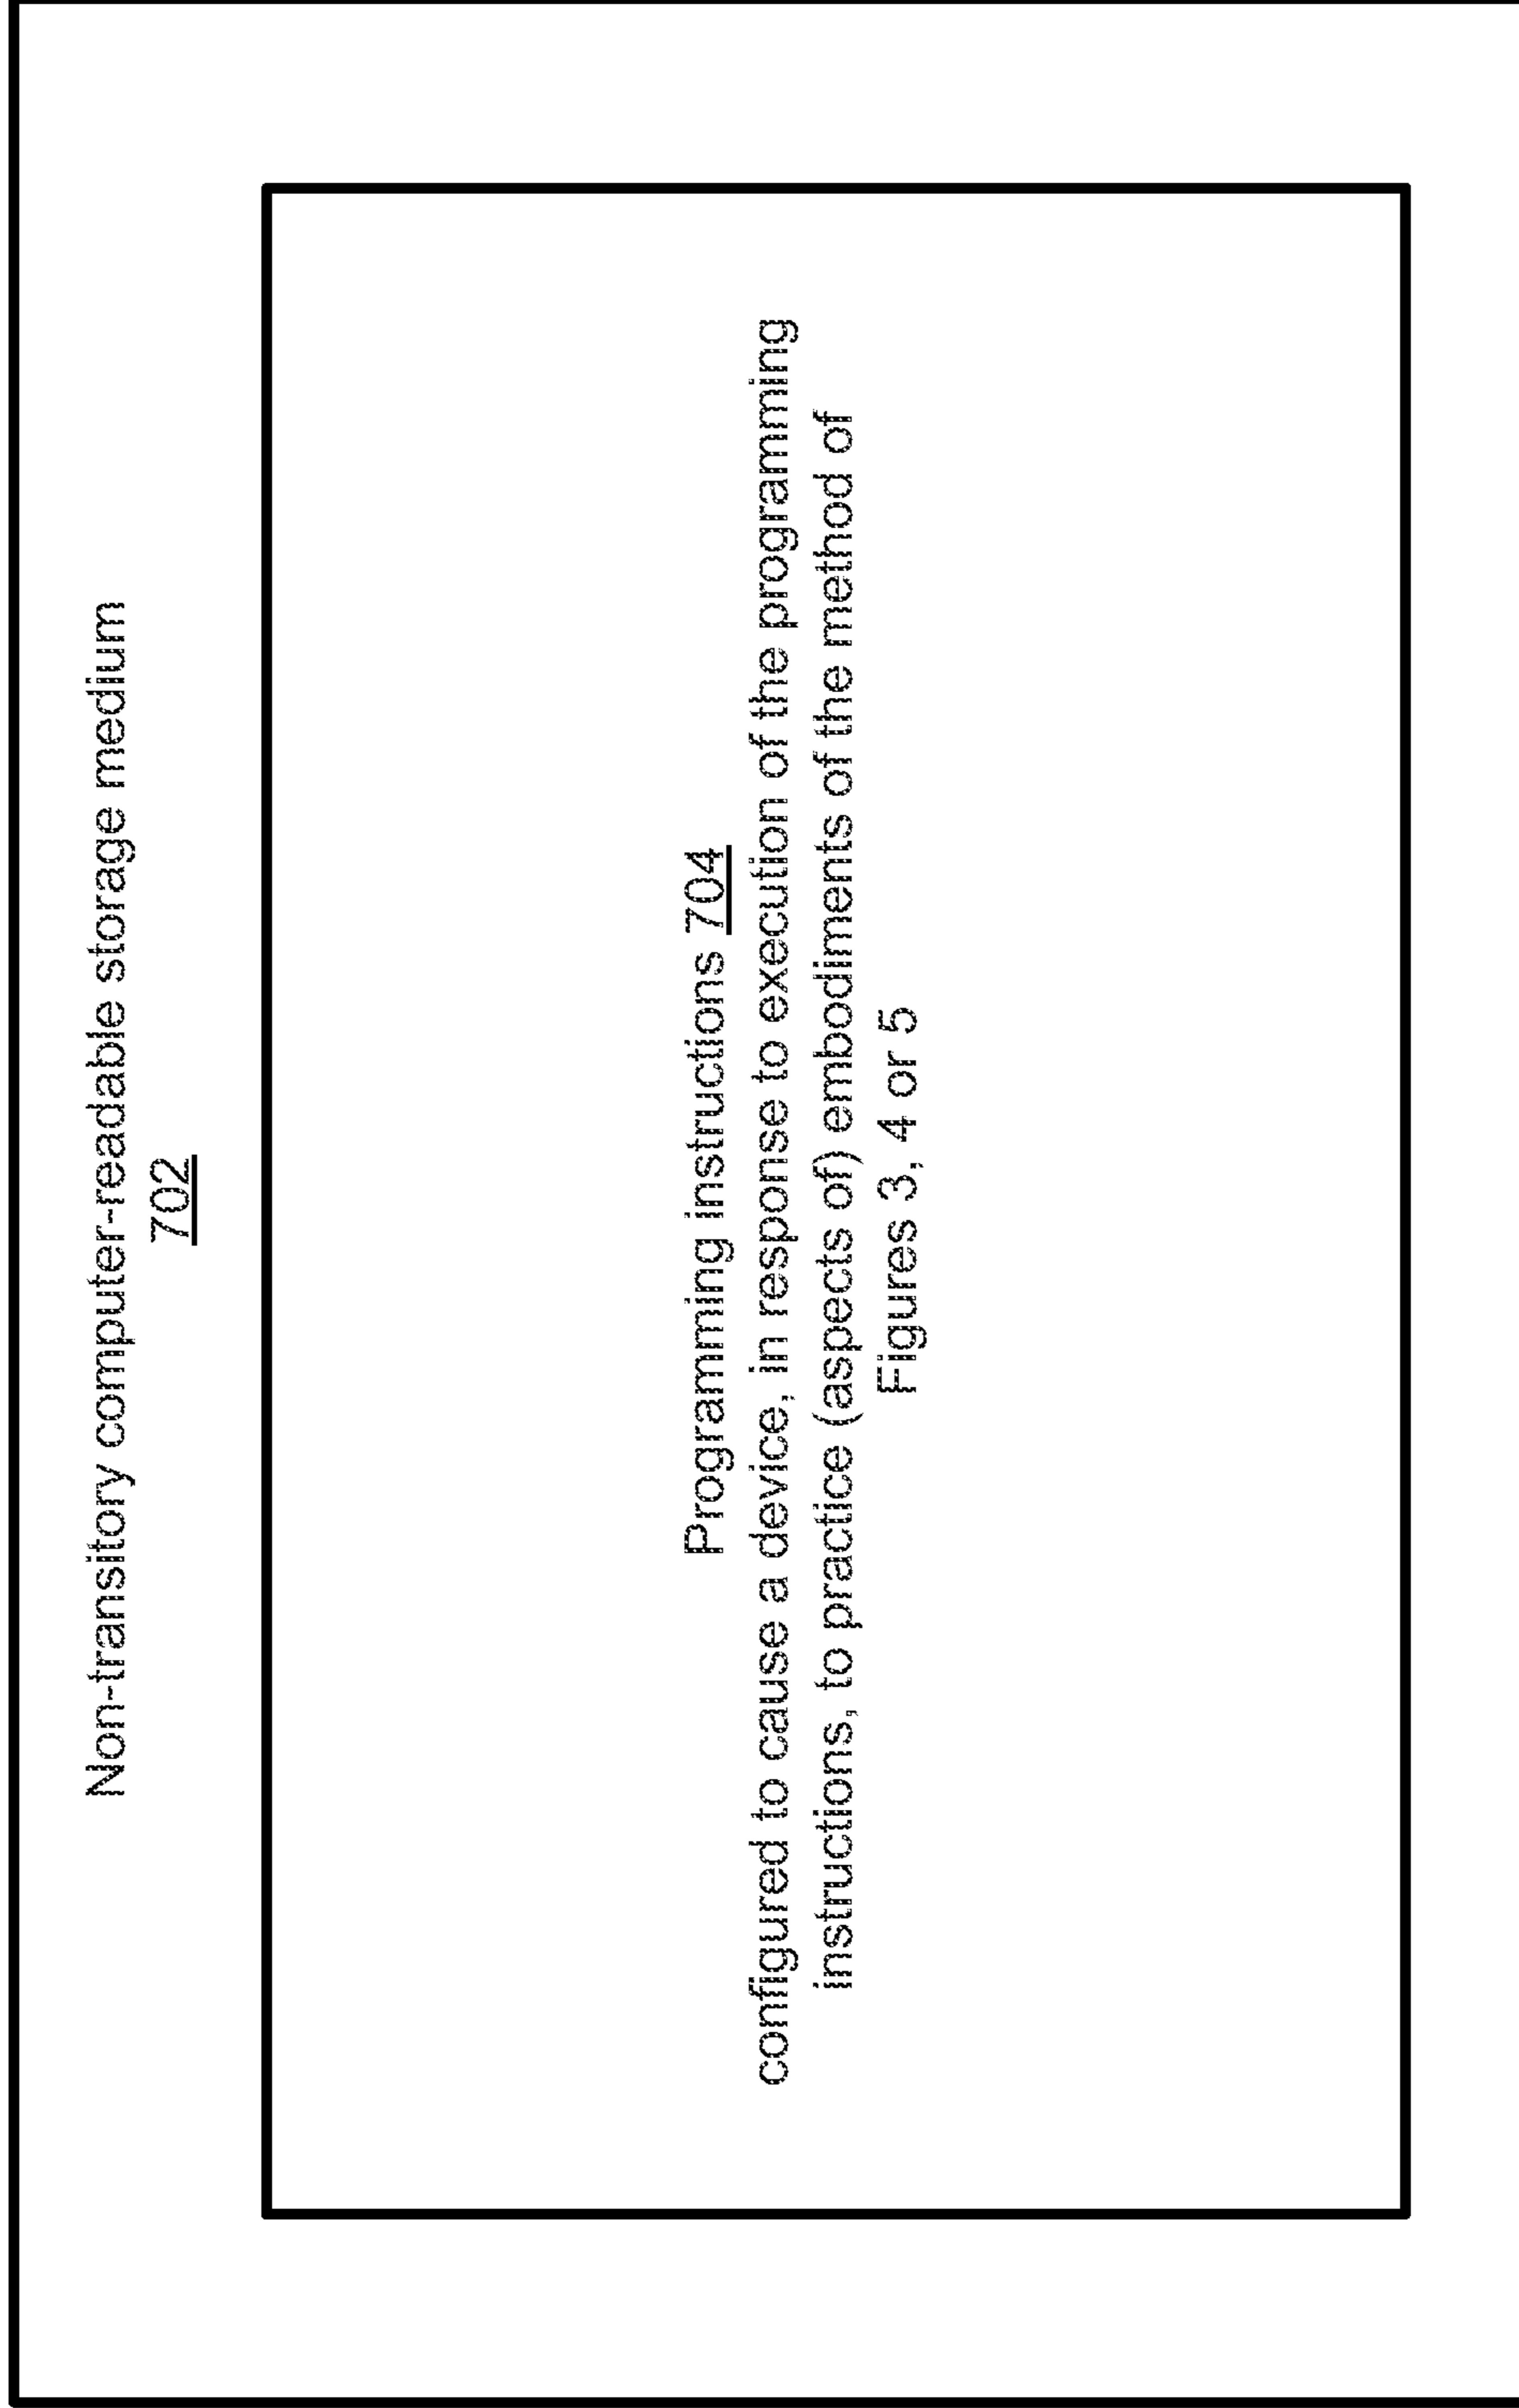 Non-transitory computer-readable storage medium
702
Programming instructions 704
configured to cause a device, in response to execution of the programming
instructions, to practice (aspects of) embodiments of the method of
Figures 3, 4 or 5